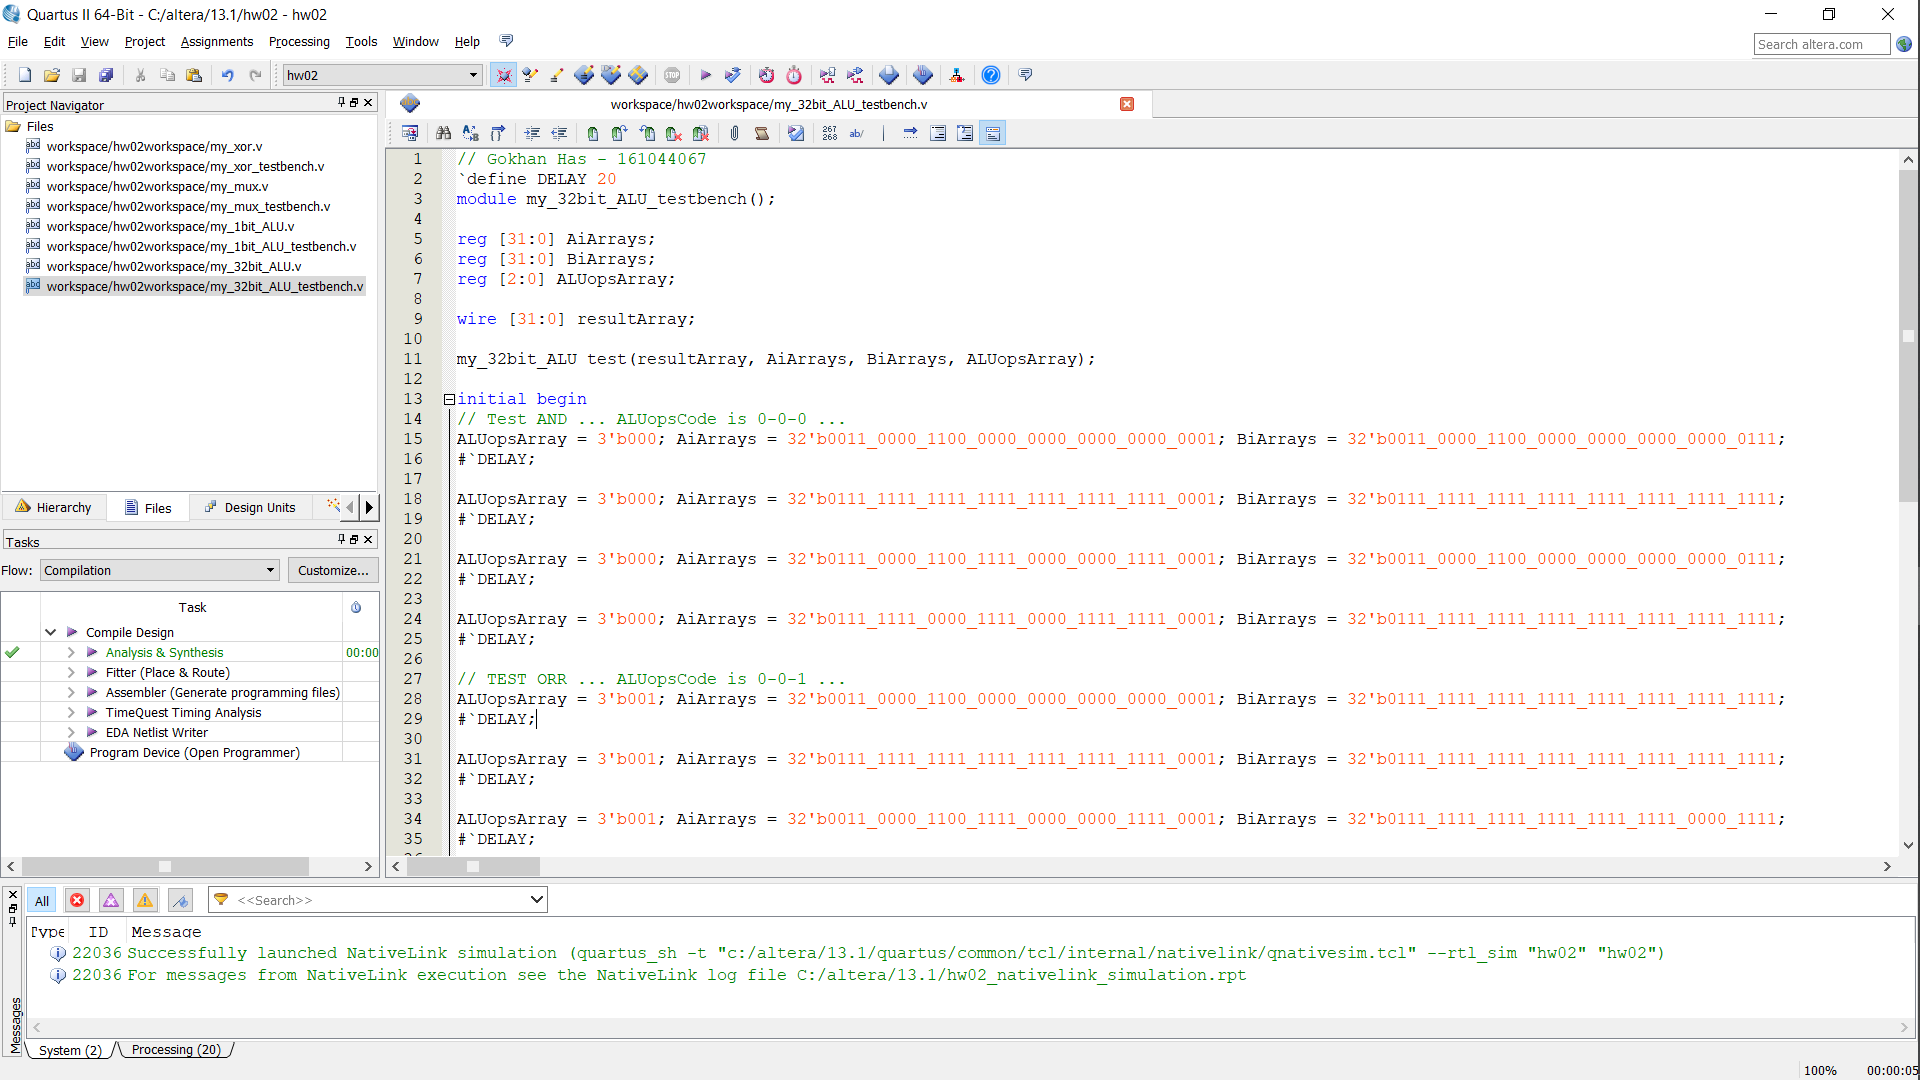 Quartus II 64-Bit - C:/altera/13.1/hw02 - hw02
File Edit View Project Assignments Processing Tools Window Help
Search altera.com
hw02
Project Navigator
Files
workspace/hw02workspace/my_xor.v
workspace/hw02workspace/my_xor_testbench.v
workspace/hw02workspace/my_mux.v
workspace/hw02workspace/my_mux_testbench.v
workspace/hw02workspace/my_1bit_ALU.v
workspace/hw02workspace/my_1bit_ALU_testbench.v
workspace/hw02workspace/my_32bit_ALU.v
workspace/hw02workspace/my_32bit_ALU_testbench.v
Hierarchy Files Design Units
Tasks
Flow: Compilation Customize...
Task
Compile Design
Analysis & Synthesis 00:00
Fitter (Place & Route)
Assembler (Generate programming files)
TimeQuest Timing Analysis
EDA Netlist Writer
Program Device (Open Programmer)
workspace/hw02workspace/my_32bit_ALU_testbench.v
267
268 ab/
1 // Gokhan Has - 161044067
2 `define DELAY 20
3 module my_32bit_ALU_testbench();
4
5 reg [31:0] AiArrays;
6 reg [31:0] BiArrays;
7 reg [2:0] ALUopsArray;
8
9 wire [31:0] resultArray;
10
11 my_32bit_ALU test(resultArray, AiArrays, BiArrays, ALUopsArray);
12
13 initial begin
14 // Test AND ... ALUopsCode is 0-0-0 ...
15 ALUopsArray = 3'b000; AiArrays = 32'b0011_0000_1100_0000_0000_0000_0000_0001; BiArrays = 32'b0011_0000_1100_0000_0000_0000_0000_0111;
16 #`DELAY;
17
18 ALUopsArray = 3'b000; AiArrays = 32'b0111_1111_1111_1111_1111_1111_1111_0001; BiArrays = 32'b0111_1111_1111_1111_1111_1111_1111_1111;
19 #`DELAY;
20
21 ALUopsArray = 3'b000; AiArrays = 32'b0111_0000_1100_1111_0000_0000_1111_0001; BiArrays = 32'b0011_0000_1100_0000_0000_0000_0000_0111;
22 #`DELAY;
23
24 ALUopsArray = 3'b000; AiArrays = 32'b0111_1111_0000_1111_0000_1111_1111_0001; BiArrays = 32'b0111_1111_1111_1111_1111_1111_1111_1111;
25 #`DELAY;
26
27 // TEST ORR ... ALUopsCode is 0-0-1 ...
28 ALUopsArray = 3'b001; AiArrays = 32'b0011_0000_1100_0000_0000_0000_0000_0001; BiArrays = 32'b0111_1111_1111_1111_1111_1111_1111_1111;
29 #`DELAY;
30
31 ALUopsArray = 3'b001; AiArrays = 32'b0111_1111_1111_1111_1111_1111_1111_0001; BiArrays = 32'b0111_1111_1111_1111_1111_1111_1111_1111;
32 #`DELAY;
33
34 ALUopsArray = 3'b001; AiArrays = 32'b0011_0000_1100_1111_0000_0000_1111_0001; BiArrays = 32'b0111_1111_1111_1111_1111_1111_0000_1111;
35 #`DELAY;
All <<Search>>
Type ID Message
22036 Successfully launched NativeLink simulation (quartus_sh -t "c:/altera/13.1/quartus/common/tcl/internal/nativelink/qnativesim.tcl" --rtl_sim "hw02" "hw02")
22036 For messages from NativeLink execution see the NativeLink log file C:/altera/13.1/hw02_nativelink_simulation.rpt
Messages
System (2) Processing (20)
100% 00:00:05